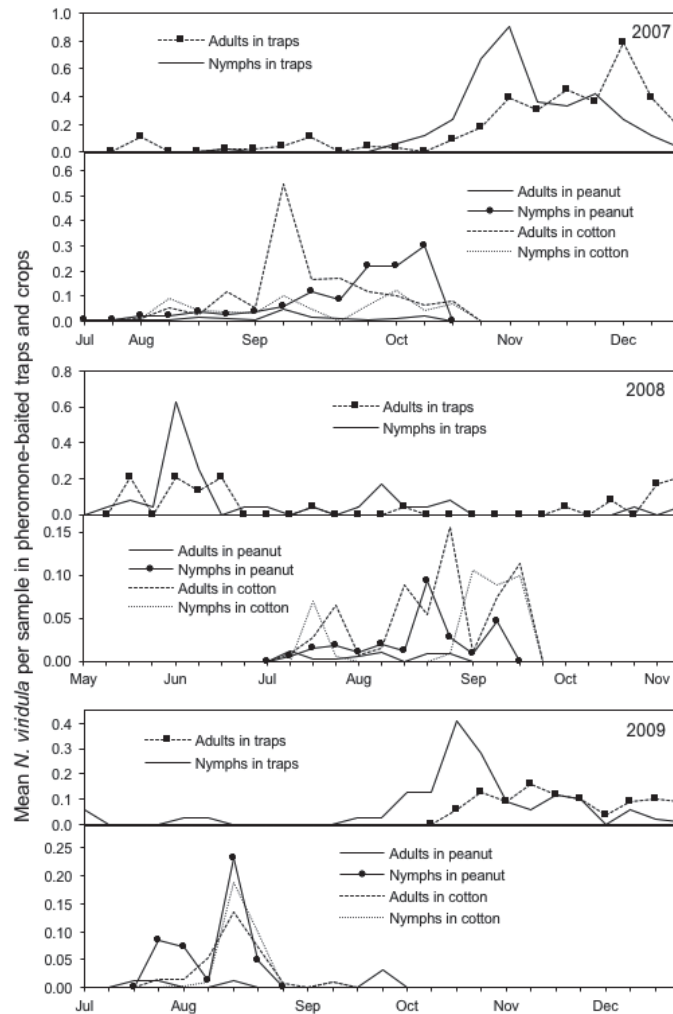 Mean N. viridula per sample in pheromone-baited traps and crops
1.0
0.8
0.6
0.4
0.2
0.0
Adults in traps
Nymphs in traps
2007
0.6
0.5
0.4
0.3
0.2
0.1
0.0
Adults in peanut
Nymphs in peanut
Adults in cotton
Nymphs in cotton
Jul Aug Sep Oct Nov Dec
0.8
0.6
0.4
0.2
0.0
Adults in traps
Nymphs in traps
2008
0.15
0.10
0.05
0.00
Adults in peanut
Nymphs in peanut
Adults in cotton
Nymphs in cotton
May Jun Jul Aug Sep Oct Nov
0.4
0.3
0.2
0.1
0.0
Adults in traps
Nymphs in traps
2009
0.25
0.20
0.15
0.10
0.05
0.00
Adults in peanut
Nymphs in peanut
Adults in cotton
Nymphs in cotton
Jul Aug Sep Oct Nov Dec